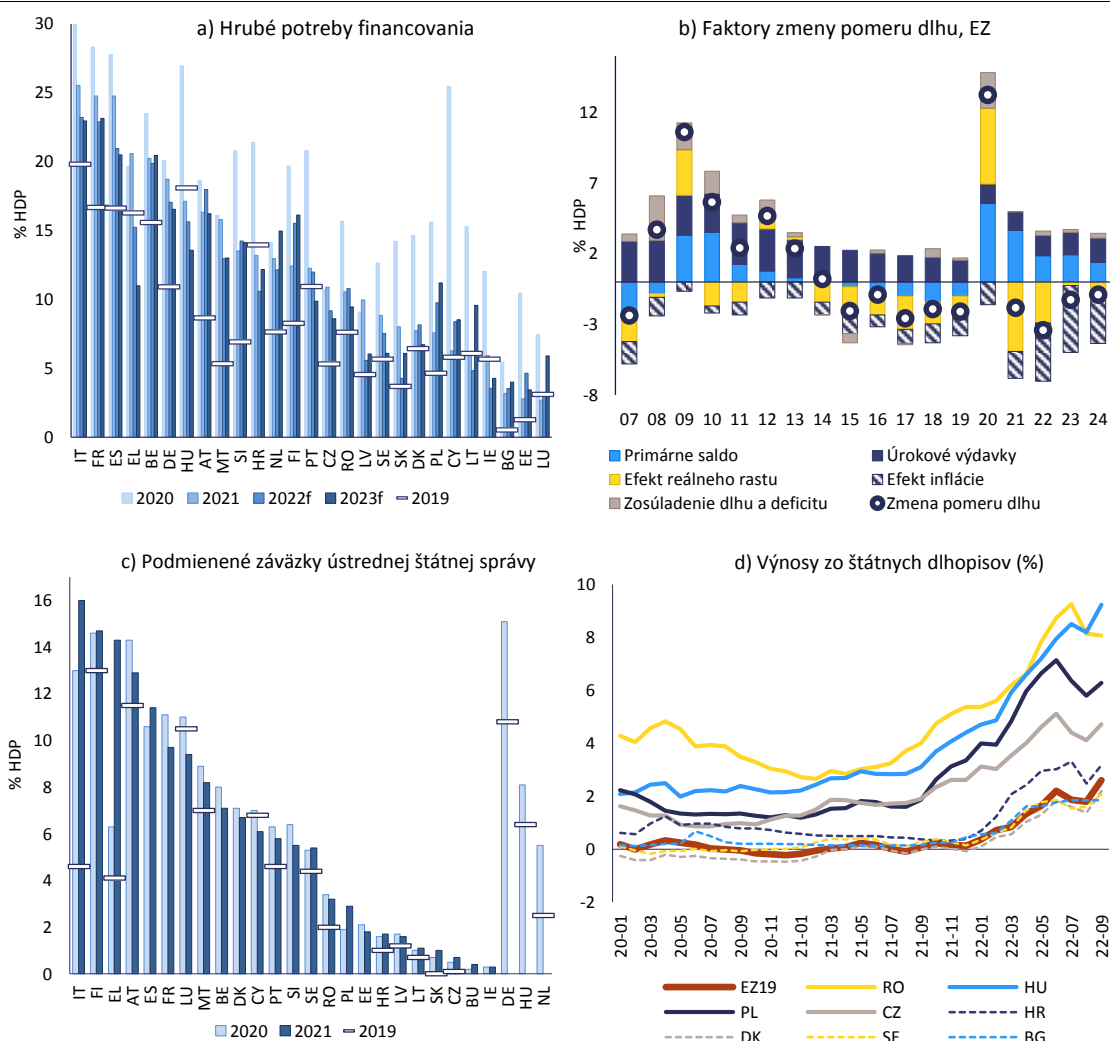 a) Hrubé potreby financovania
% HDP
30
25
20
15
10
5
0
IT FR ES EL BE DE HU AT MT SI HR NL FI PT CZ RO LV SE SK DK PL CY LT IE BG EE LU
2020 2021 2022f 2023f 2019
b) Faktory zmeny pomeru dlhu, EZ
% HDP
12
7
2
-3
-8
07 08 09 10 11 12 13 14 15 16 17 18 19 20 21 22 23 24
Primárne saldo Úrokové výdavky
Efekt reálneho rastu Efekt inflácie
Zosúladenie dlhu a deficitu Zmena pomeru dlhu
c) Podmienené záväzky ústrednej štátnej správy
% HDP
16
14
12
10
8
6
4
2
0
IT FI EL AT ES FR LU MT BE DK CY PT SI SE RO PL EE HR LV LT SK CZ BU IE DE HU NL
2020 2021 2019
d) Výnosy zo štátnych dlhopisov (%)
10
8
6
4
2
0
-2
20-01 20-03 20-05 20-07 20-09 20-11 21-01 21-03 21-05 21-07 21-09 21-11 22-01 22-03 22-05 22-07 22-09
EZ19 RO HU
PL CZ HR
DK SE BG